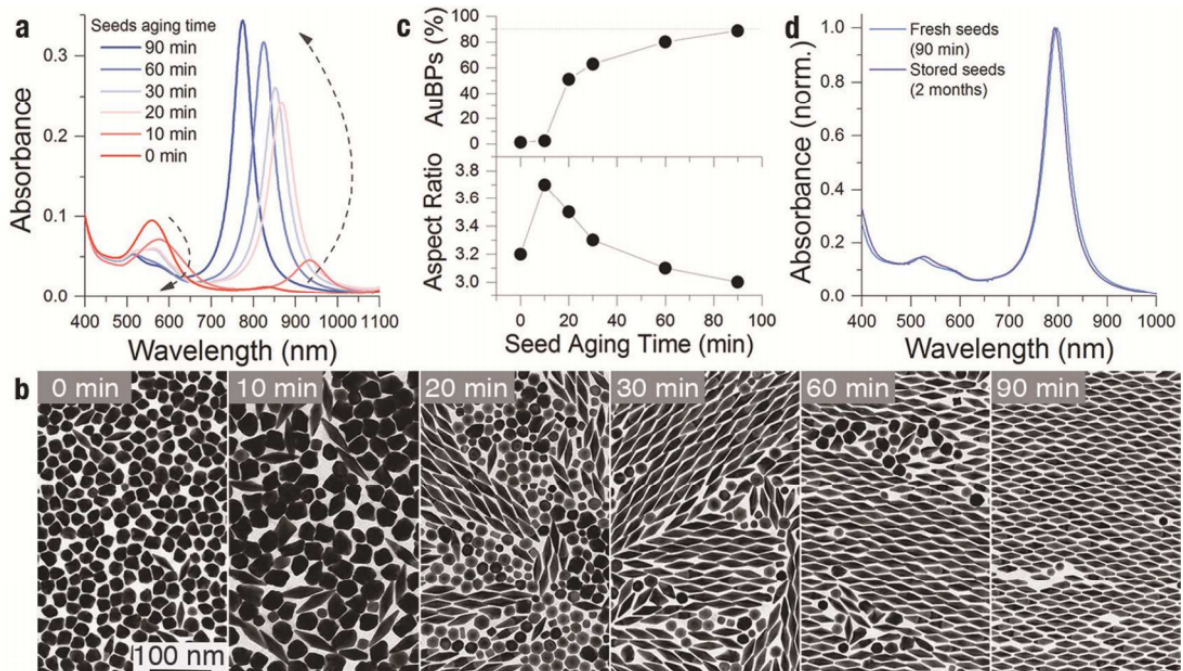 a
Seeds aging time
90 min
60 min
30 min
20 min
10 min
0 min
0.3
0.2
0.1
0.0
Absorbance
400 500 600 700 800 900 1000 1100
Wavelength (nm)
c
100
80
60
40
20
0
AuBPs (%)
3.8
3.6
3.4
3.2
3.0
Aspect Ratio
0 20 40 60 80 100
Seed Aging Time (min)
d
Fresh seeds
(90 min)
Stored seeds
(2 months)
1.0
0.8
0.6
0.4
0.2
0.0
Absorbance (norm.)
400 500 600 700 800 900 1000
Wavelength (nm)
b
0 min
10 min
20 min
30 min
60 min
90 min
100 nm